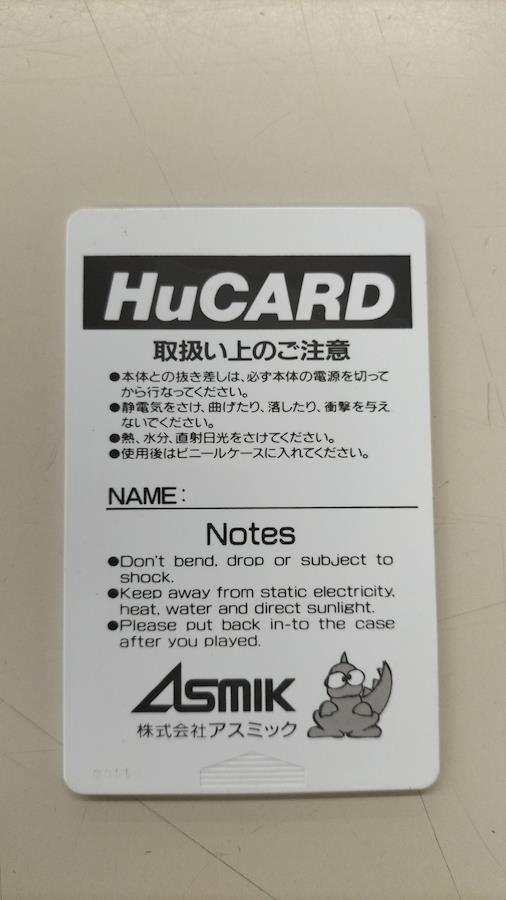 HuCARD
取扱い上のご注意
●本体との抜き差しは、必ず本体の電源を切って
から行なってください。
●静電気をさけ、曲げたり、落したり、衝撃を与え
ないでください。
●熱、水分、直射日光をさけてください。
●使用後はビニールケースに入れてください。
NAME:
Notes
●Don't bend, drop or subject to
shock.
●Keep away from static electricity,
heat, water and direct sunlight.
●Please put back in-to the case
after you played.
ASMIK
株式会社アスミック